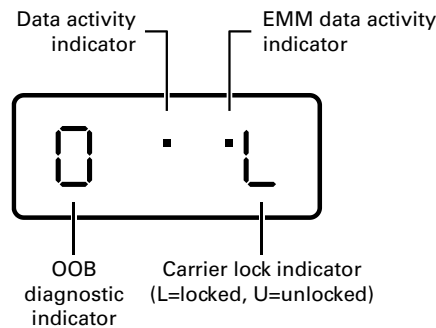 Data activity
indicator
EMM data activity
indicator
0 L
OOB
diagnostic
indicator
Carrier lock indicator
(L=locked, U=unlocked)